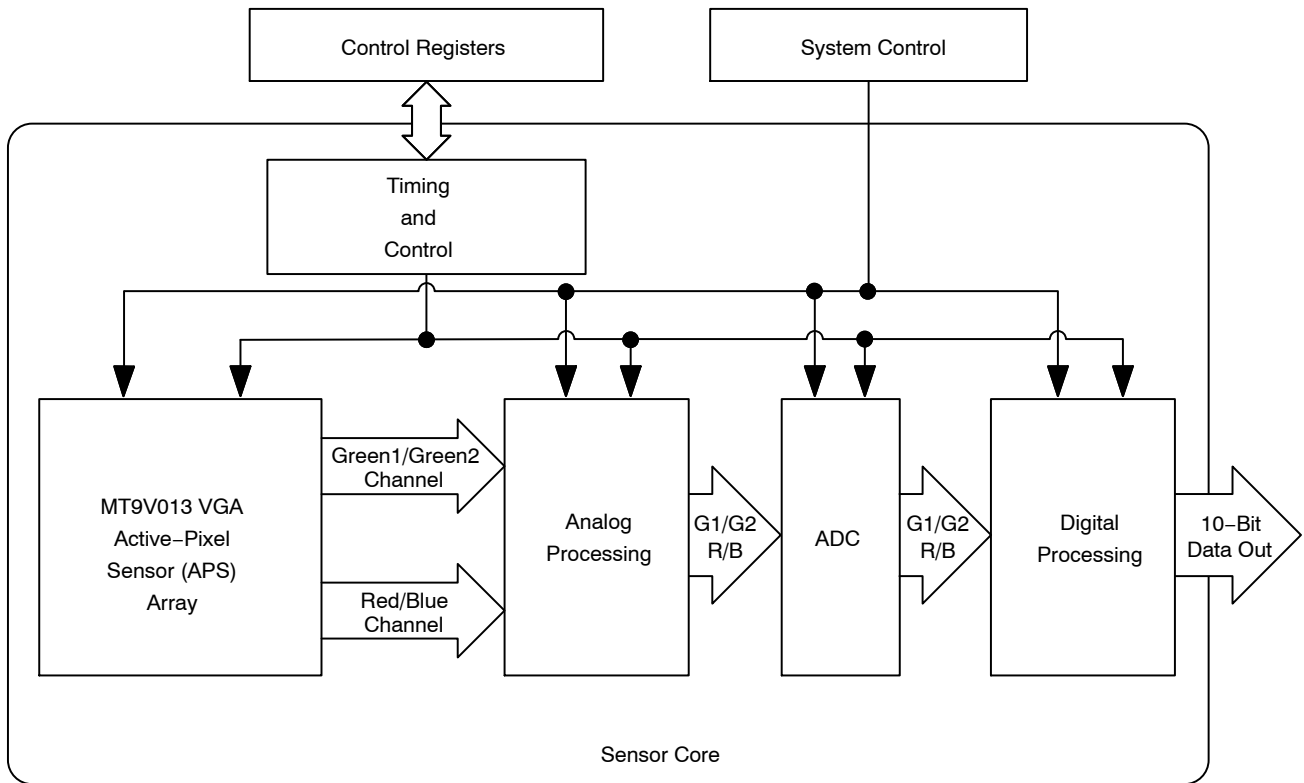 Control Registers
System Control
Timing
and
Control
MT9V013 VGA
Active−Pixel
Sensor (APS)
Array
Green1/Green2
Channel
Red/Blue
Channel
Analog
Processing
G1/G2
R/B
ADC
G1/G2
R/B
Digital
Processing
10−Bit
Data Out
Sensor Core